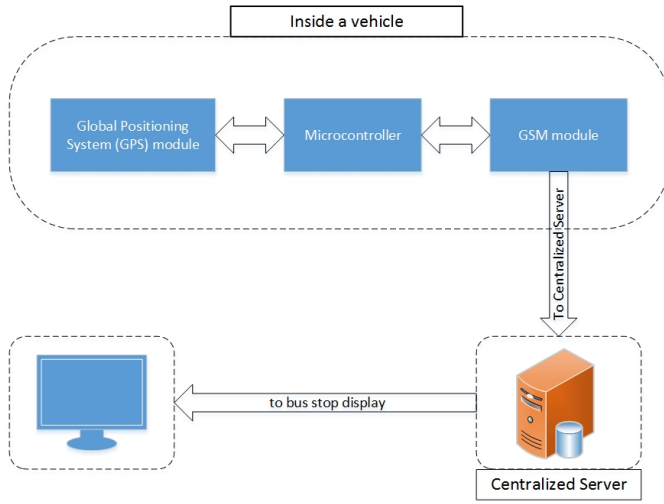 Inside a vehicle
Global Positioning
System (GPS) module
Microcontroller
GSM module
To Centralized Server
to bus stop display
Centralized Server